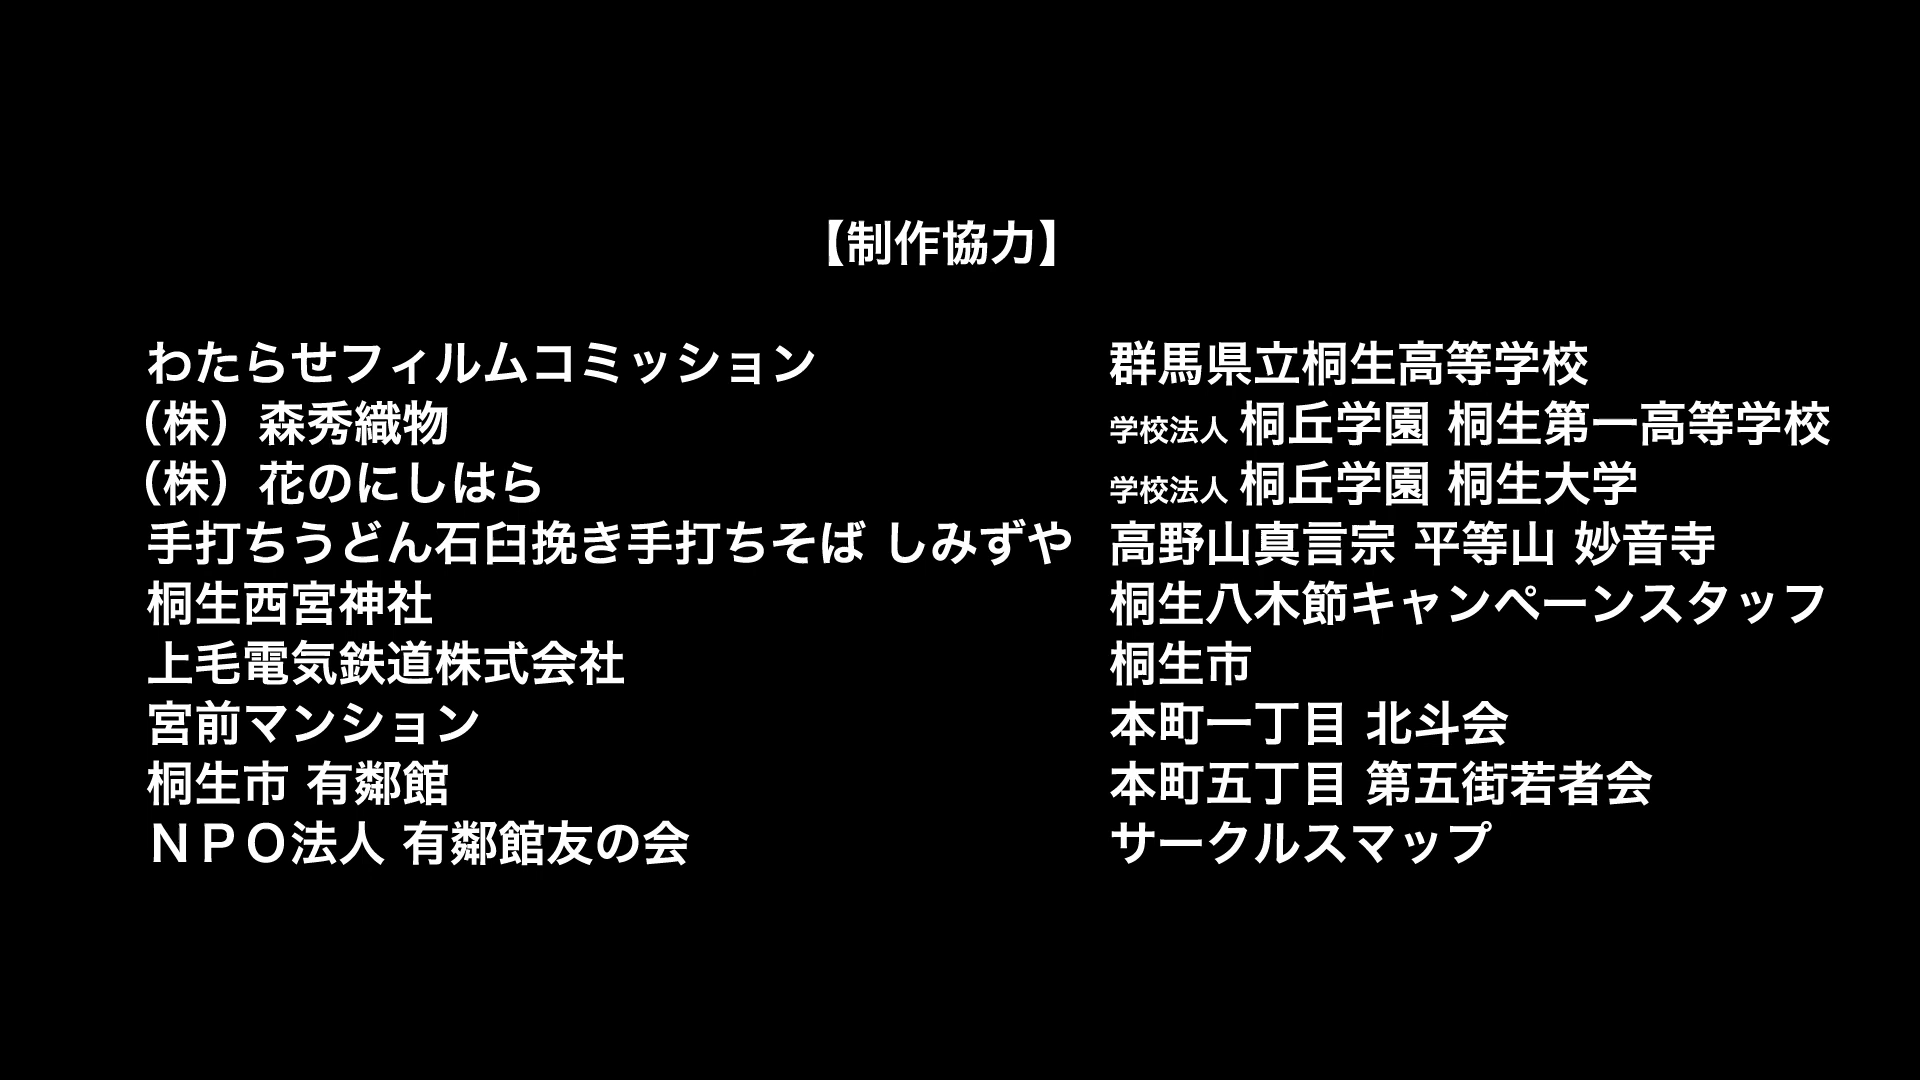 【制作協力】
わたらせフィルムコミッション
（株）森秀織物
（株）花のにしはら
手打ちうどん石臼挽き手打ちそば しみずや
桐生西宮神社
上毛電気鉄道株式会社
宮前マンション
桐生市 有鄰館
ＮＰＯ法人 有鄰館友の会
群馬県立桐生高等学校
学校法人 桐丘学園 桐生第一高等学校
学校法人 桐丘学園 桐生大学
高野山真言宗 平等山 妙音寺
桐生八木節キャンペーンスタッフ
桐生市
本町一丁目 北斗会
本町五丁目 第五街若者会
サークルスマップ